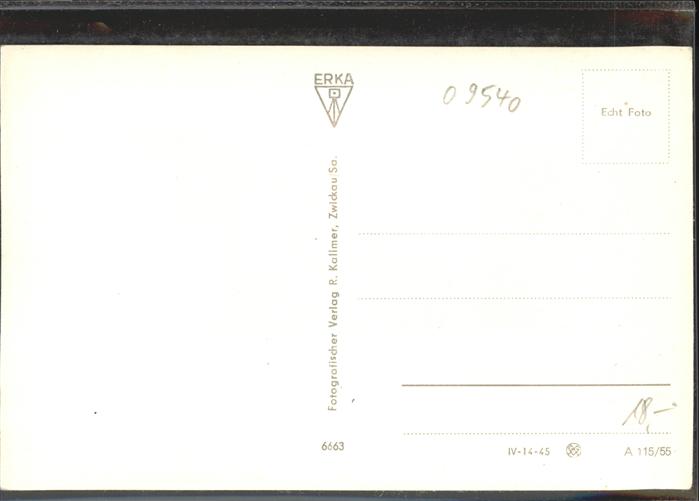 ERKA
09540
Echt Foto
Fotografischer Verlag R. Kallmer, Zwickau Sa.
18,—
6663
IV-14-45
A 115/55